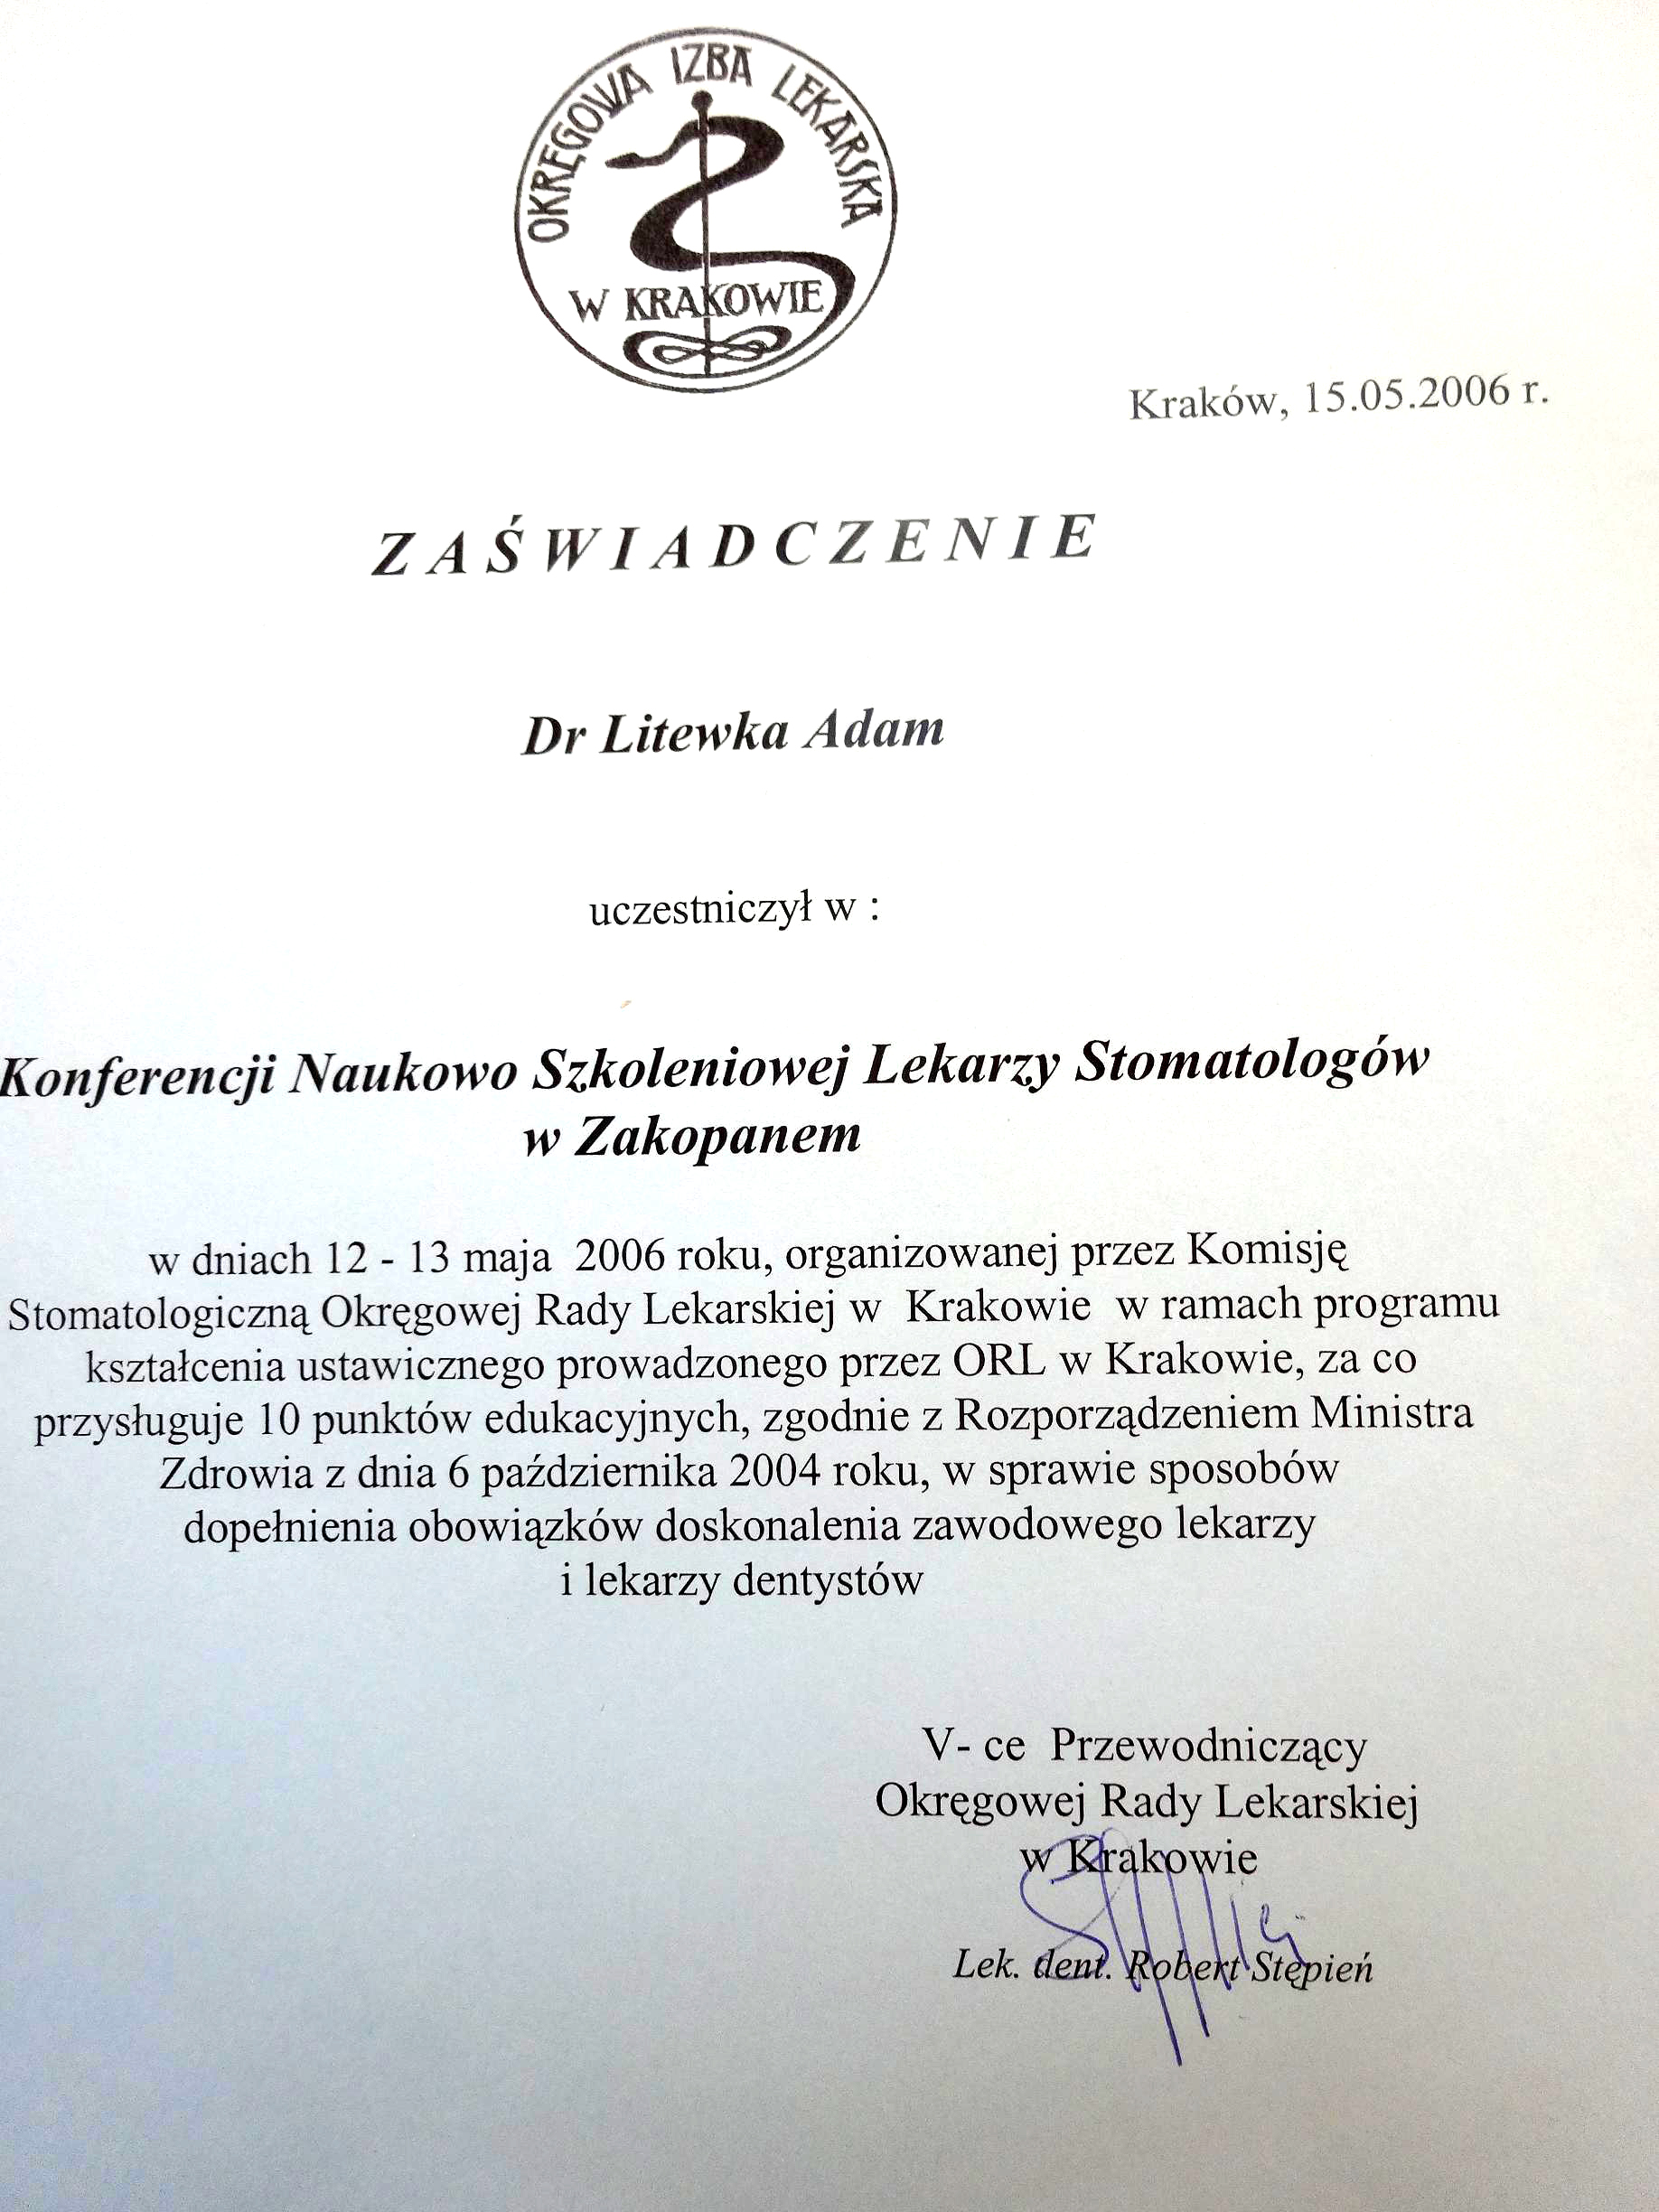 OKRĘGOWA IZBA LEKARSKA
W KRAKOWIE
Kraków, 15.05.2006 r.
ZAŚWIADCZENIE
Dr Litewka Adam
uczestniczył w :
Konferencji Naukowo Szkoleniowej Lekarzy Stomatologów
w Zakopanem
w dniach 12 - 13 maja 2006 roku, organizowanej przez Komisję
Stomatologiczną Okręgowej Rady Lekarskiej w Krakowie w ramach programu
kształcenia ustawicznego prowadzonego przez ORL w Krakowie, za co
przysługuje 10 punktów edukacyjnych, zgodnie z Rozporządzeniem Ministra
Zdrowia z dnia 6 października 2004 roku, w sprawie sposobów
dopełnienia obowiązków doskonalenia zawodowego lekarzy
i lekarzy dentystów
V- ce Przewodniczący
Okręgowej Rady Lekarskiej
w Krakowie
Lek. dent. Robert Stępień